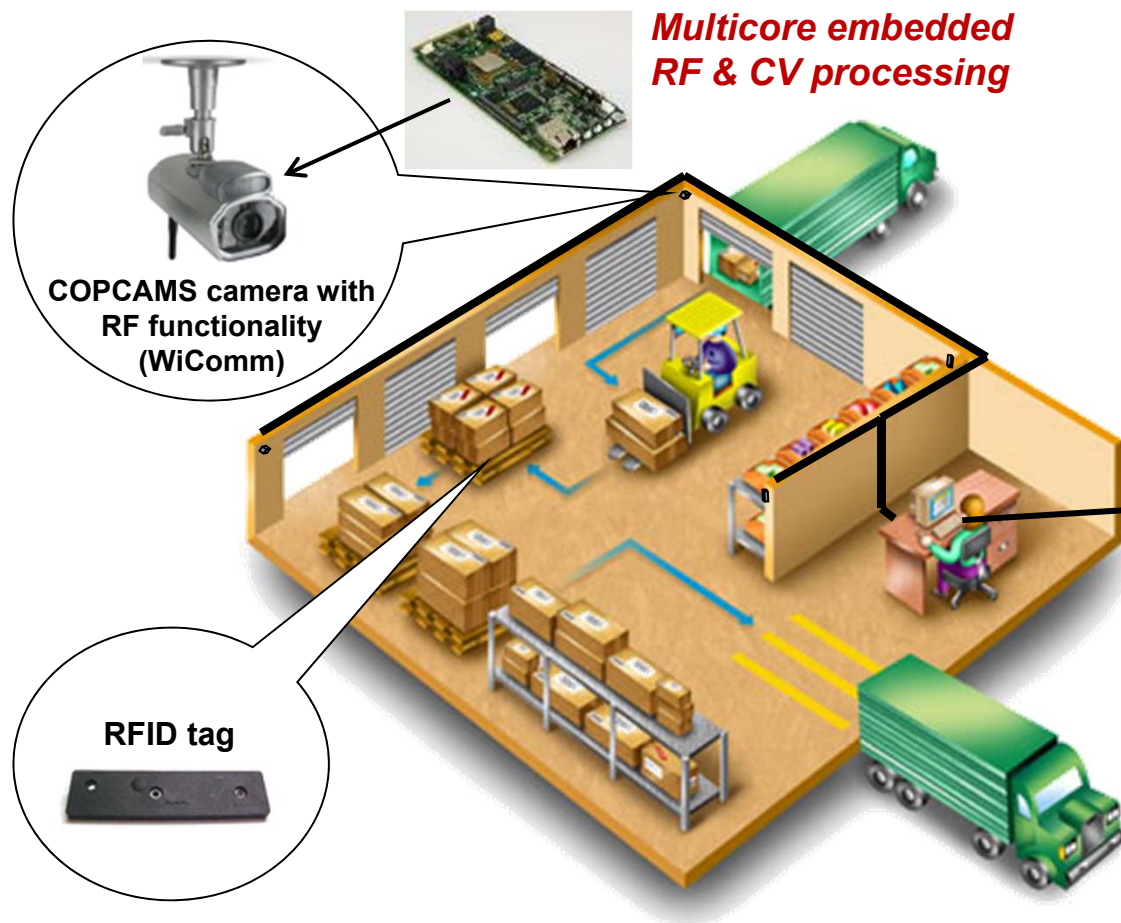 Multicore embedded
RF & CV processing
COPCAMS camera with
RF functionality
(WiComm)
RFID tag